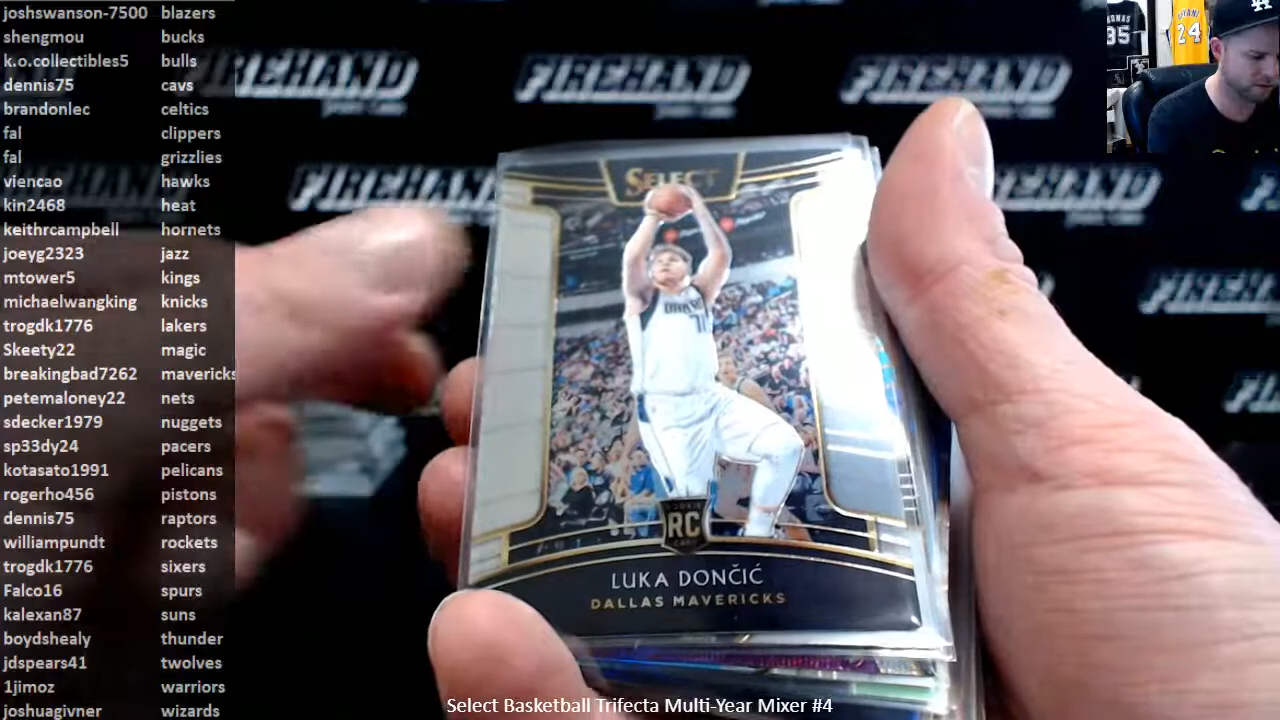 joshswanson-7500 blazers
shengmou bucks
k.o.collectibles5 bulls
dennis75 cavs
brandonlec celtics
fal clippers
fal grizzlies
viencao hawks
kin2468 heat
keithrcampbell hornets
joeyg2323 jazz
mtower5 kings
michaelwangking knicks
trogdk1776 lakers
Skeety22 magic
breakingbad7262 mavericks
petemaloney22 nets
sdecker1979 nuggets
sp33dy24 pacers
kotasato1991 pelicans
rogerho456 pistons
dennis75 raptors
williampundt rockets
trogdk1776 sixers
Falco16 spurs
kalexan87 suns
boydshealy thunder
jdspears41 twolves
1jimoz warriors
joshuagivner wizards
FIREHAND
FIREHAND
FIREHAND
24
SELECT
RC
LUKA DONČIĆ
DALLAS MAVERICKS
Select Basketball Trifecta Multi-Year Mixer #4